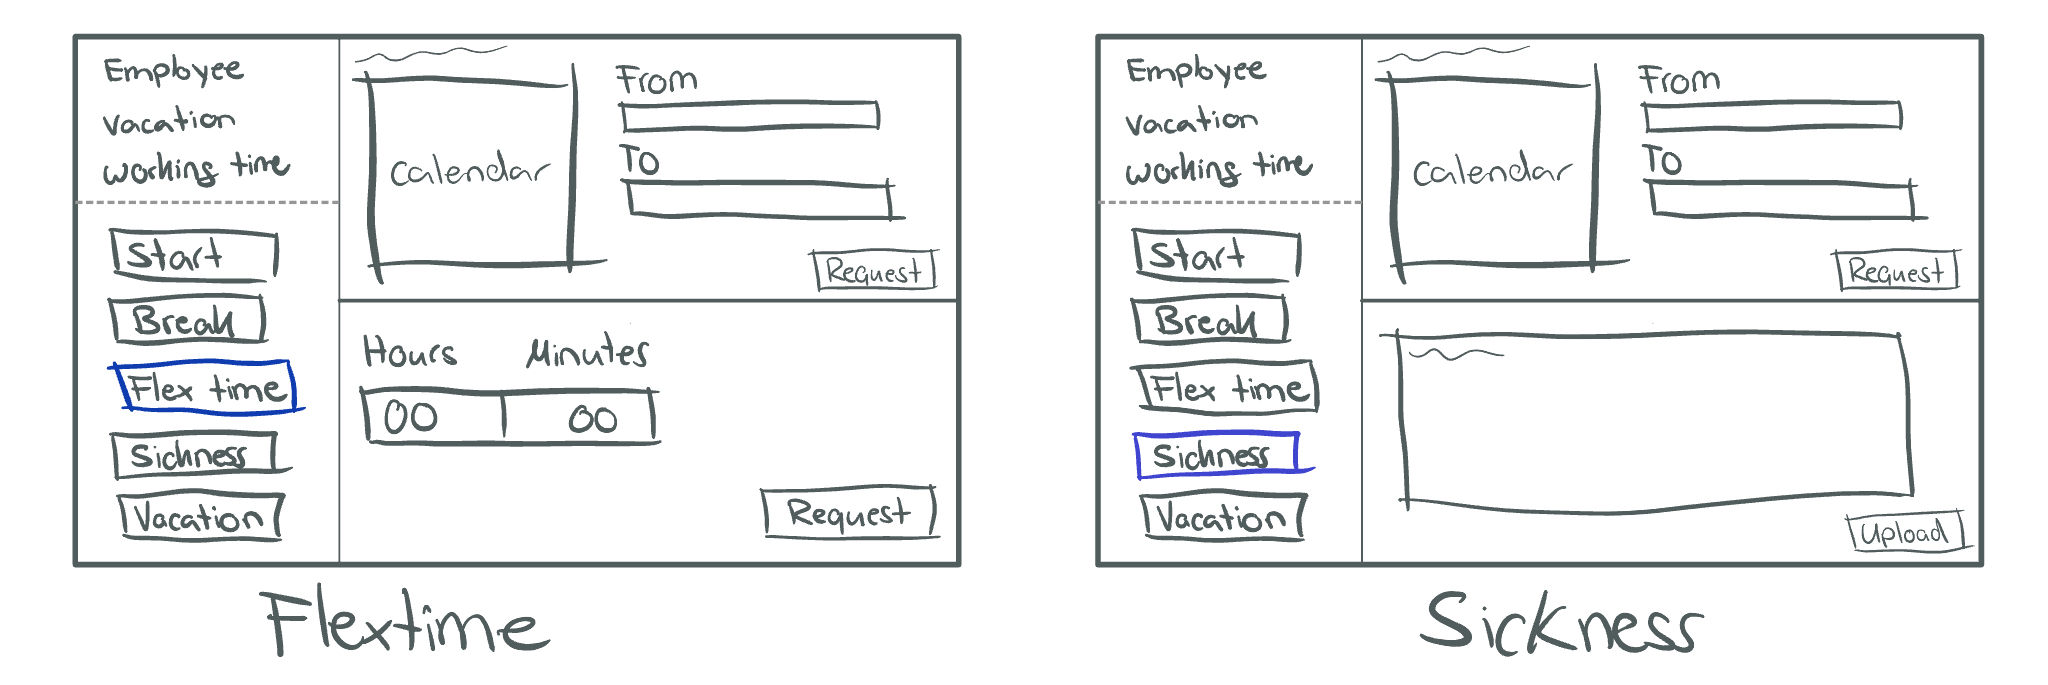 Employee
vacation
working time
Start
Break
Flex time
Sickness
Vacation
calendar
From
To
Request
Hours Minutes
00 00
Request
Flextime
Employee
vacation
working time
Start
Break
Flex time
Sickness
Vacation
calendar
From
To
Request
Upload
Sickness